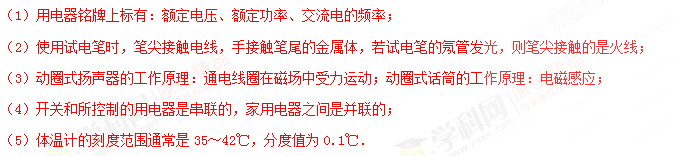 （1）用电器铭牌上标有：额定电压、额定功率、交流电的频率；
（2）使用试电笔时，笔尖接触电线，手接触笔尾的金属体，若试电笔的氖管发光，则笔尖接触的是火线；
（3）动圈式扬声器的工作原理：通电线圈在磁场中受力运动；动圈式话筒的工作原理：电磁感应；
（4）开关和所控制的用电器是串联的，家用电器之间是并联的；
（5）体温计的刻度范围通常是 35～42℃，分度值为 0.1℃．